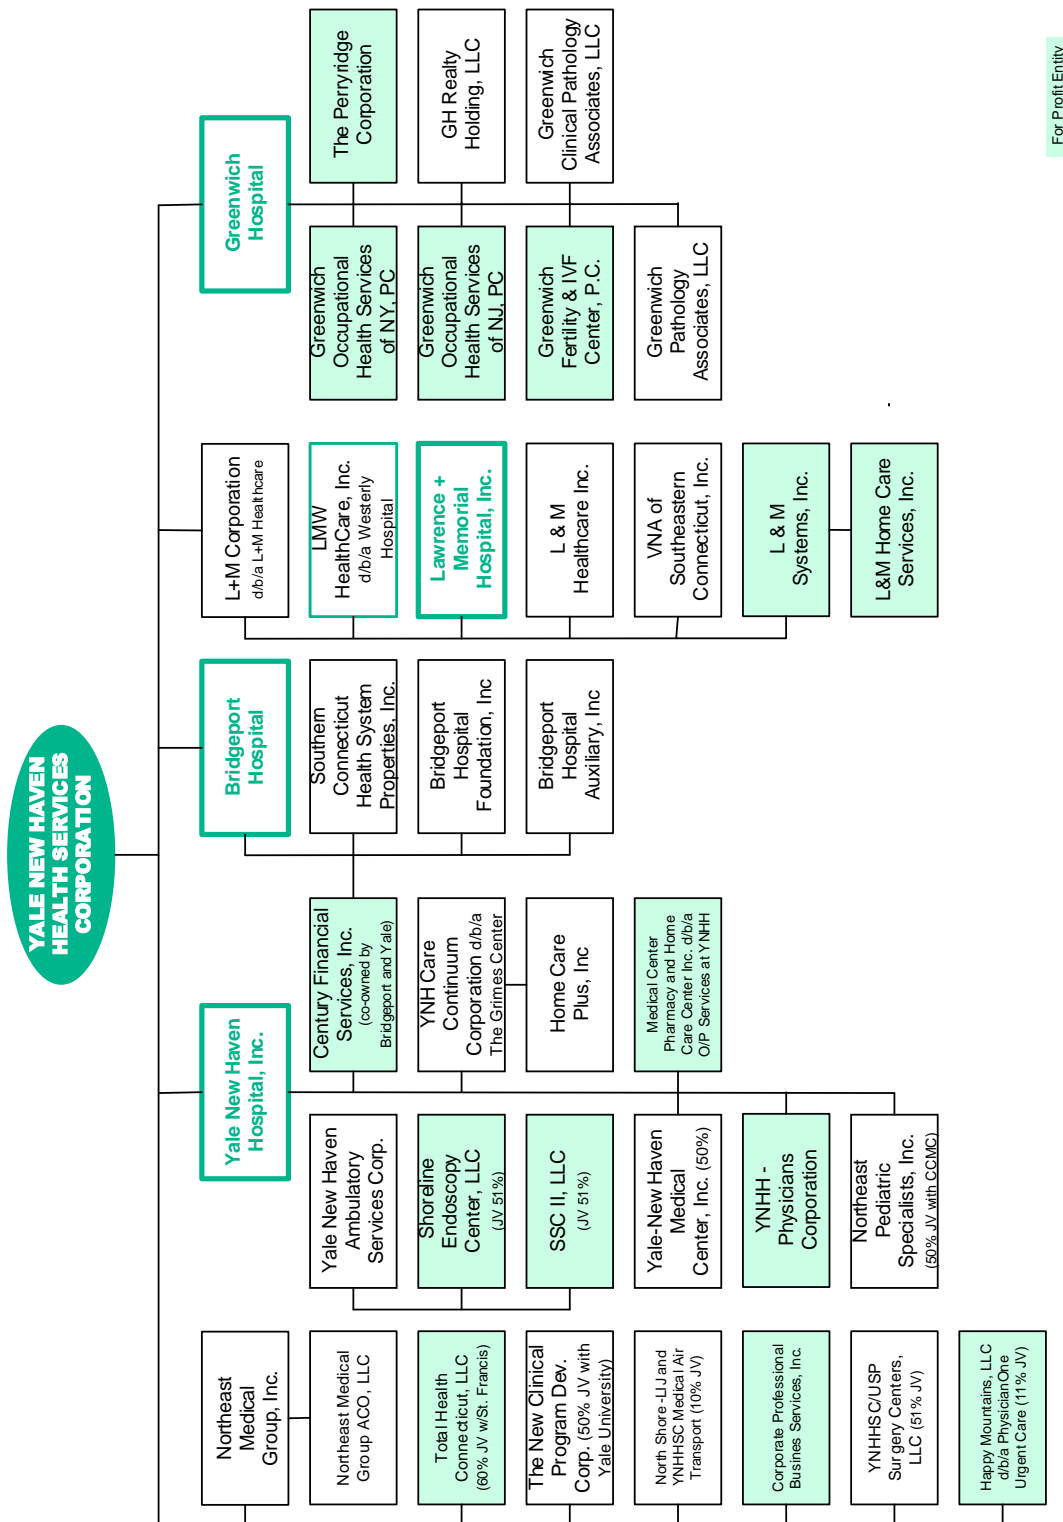 YALE NEW HAVEN
HEALTH SERVICES
CORPORATION
Northeast
Medical
Group, Inc.
Northeast Medical
Group ACO, LLC
Total Health
Connecticut, LLC
(60% JV w/St. Francis)
The New Clinical
Program Dev.
Corp. (50% JV with
Yale University)
North Shore -LIJ and
YNHHSC Medical Air
Transport (10% JV)
Corporate Professional
Busines Services, Inc.
YNHHSC/USP
Surgery Centers,
LLC (51% JV)
Happy Mountains, LLC
d/b/a PhysicianOne
Urgent Care (11% JV)
Yale New Haven
Hospital, Inc.
Yale New Haven
Ambulatory
Services Corp.
Shoreline
Endoscopy
Center, LLC
(JV 51%)
SSC II, LLC
(JV 51%)
Yale-New Haven
Medical
Center, Inc. (50%)
YNHH -
Physicians
Corporation
Northeast
Pediatric
Specialists, Inc.
(50% JV with CCMC)
Century Financial
Services, Inc.
(co-owned by
Bridgeport and Yale)
YNH Care
Continuum
Corporation d/b/a
The Grimes Center
Home Care
Plus, Inc
Medical Center
Pharmacy and Home
Care Center Inc. d/b/a
O/P Services at YNHH
Bridgeport
Hospital
Southern
Connecticut
Health System
Properties, Inc.
Bridgeport
Hospital
Foundation, Inc
Bridgeport
Hospital
Auxiliary, Inc
L+M Corporation
d/b/a L+M Healthcare
LMW
HealthCare, Inc.
d/b/a Westerly
Hospital
Lawrence +
Memorial
Hospital, Inc.
L & M
Healthcare Inc.
VNA of
Southeastern
Connecticut, Inc.
L & M
Systems, Inc.
L&M Home Care
Services, Inc.
Greenwich
Hospital
Greenwich
Occupational
Health Services
of NY, PC
Greenwich
Occupational
Health Services
of NJ, PC
Greenwich
Fertility & IVF
Center, P.C.
Greenwich
Pathology
Associates, LLC
The Perryridge
Corporation
GH Realty
Holding, LLC
Greenwich
Clinical Pathology
Associates, LLC
For Profit Entity